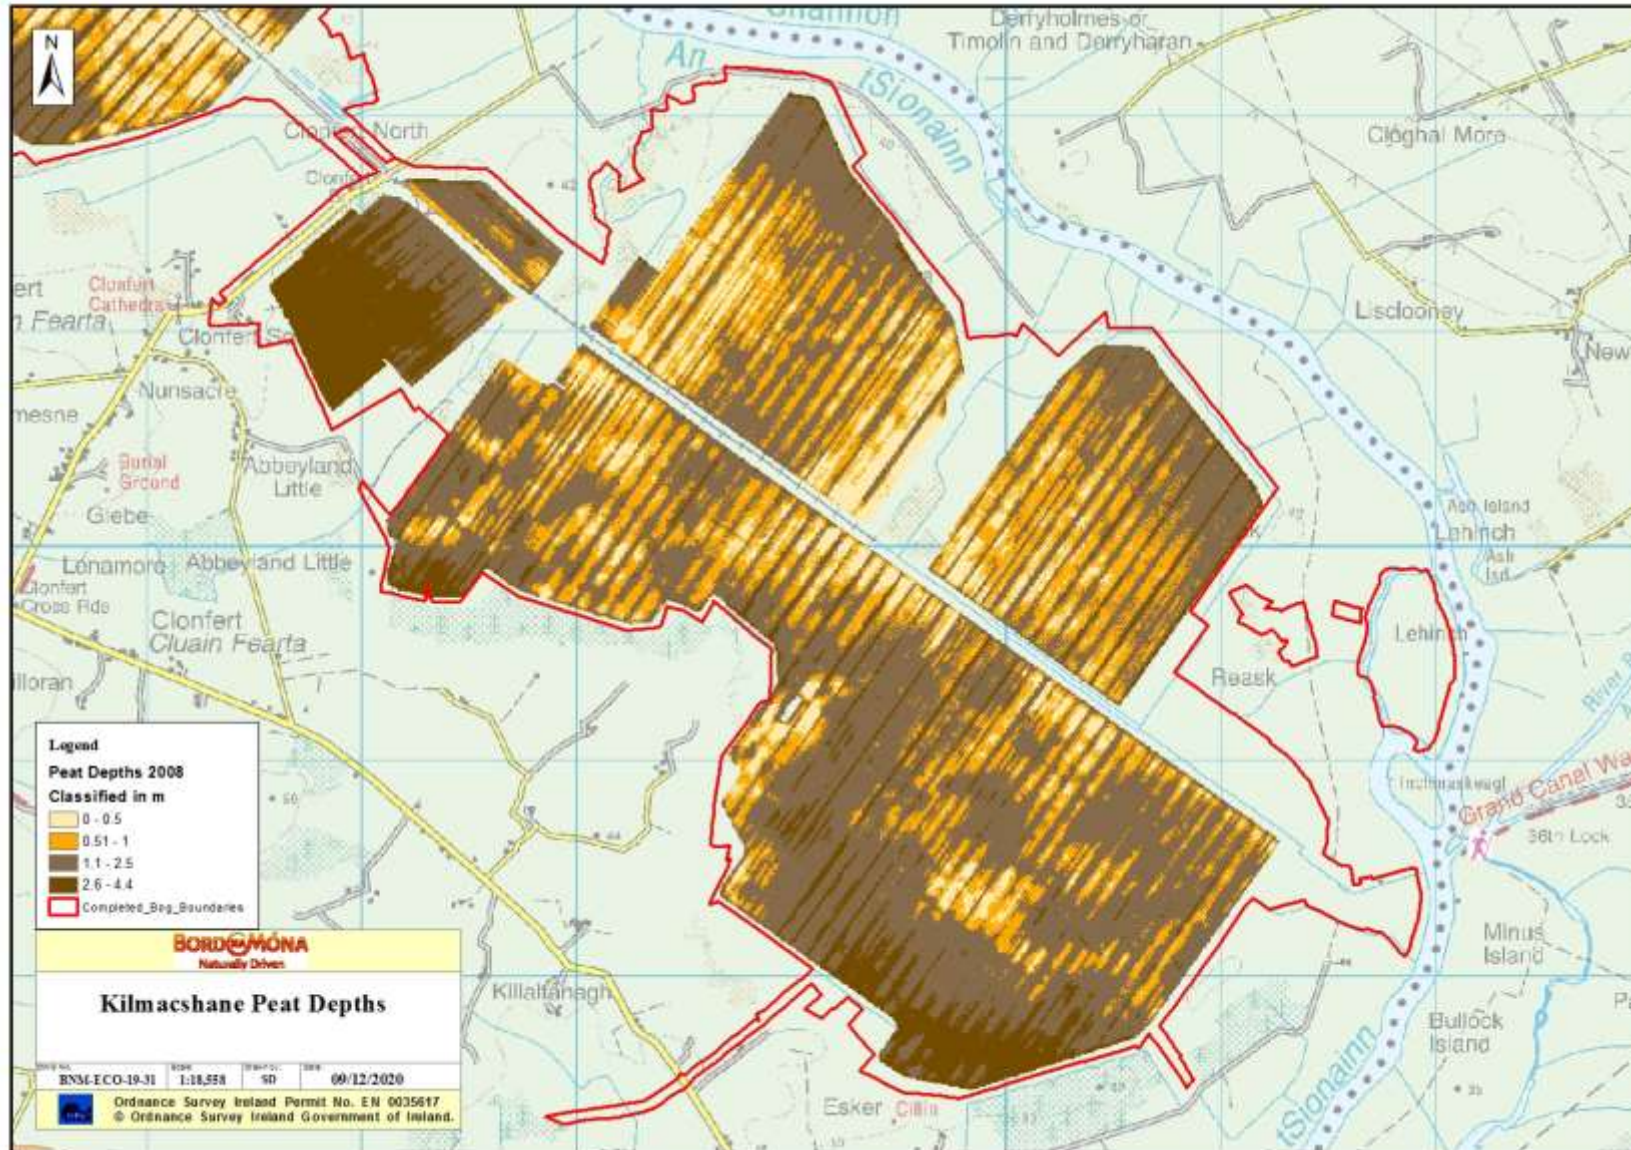 N
Shannon
An
tSionainn
Derryholmes or
Timolin and Derryharan
Cloghal More
Clonfert North
Lisclooney
Cluafurt
Cathedral
Fearta
Nunsacre
Burial
Ground
Abbeyland
Little
Giebe
Lenamore
Abbeyland Little
Clonfert
Cross Rds
Clonfert
Cluain Fearta
Ash Island
Lehinch
Ash
Isd
Lehinch
Reask
River
Grand Canal Wa
36th Lock
Minus
Island
Bullock
Island
tSionainn
Killaltanagh
Esker
Cillín
Legend
Peat Depths 2008
Classified in m
0 - 0.5
0.51 - 1
1.1 - 2.5
2.6 - 4.4
Completed_Bog_Boundaries
BORD NA MÓNA
Naturally Driven
Kilmacshane Peat Depths
BNM-ECO-19-31 1:18,558 SD 09/12/2020
Ordnance Survey Ireland Permit No. EN 0035617
© Ordnance Survey Ireland Government of Ireland.